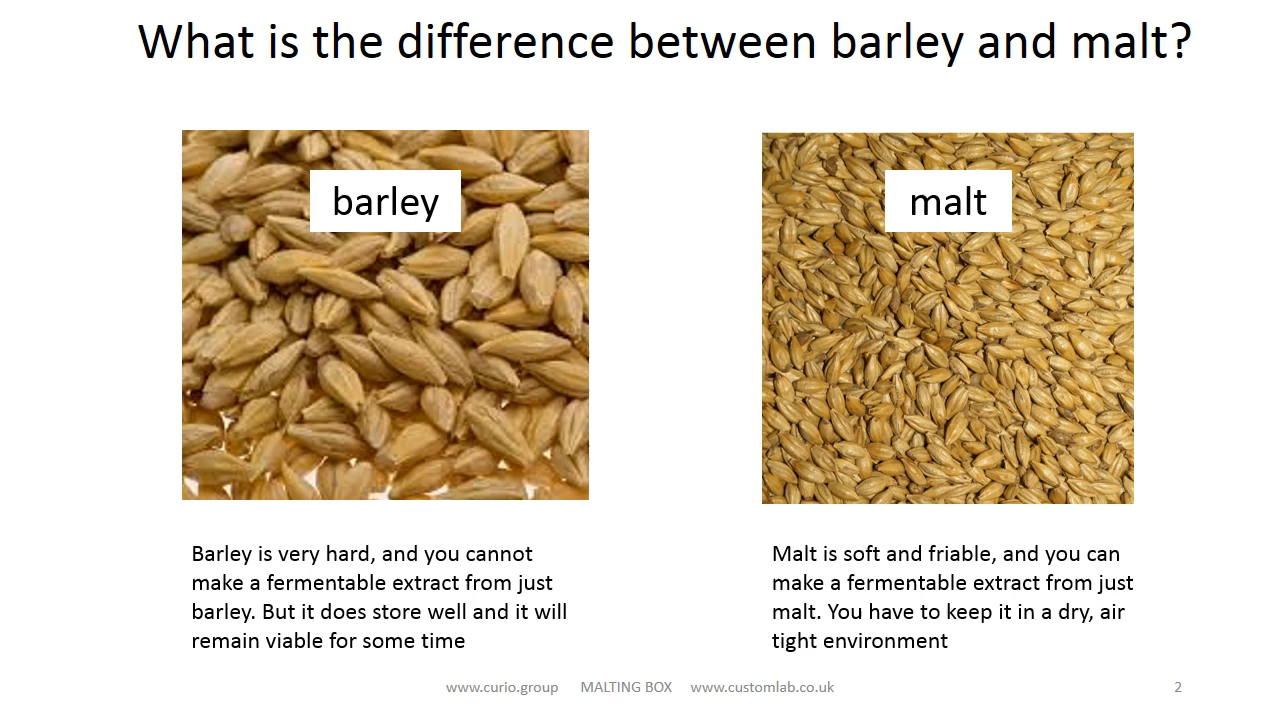 What is the difference between barley and malt?
barley
malt
Barley is very hard, and you cannot
make a fermentable extract from just
barley. But it does store well and it will
remain viable for some time
Malt is soft and friable, and you can
make a fermentable extract from just
malt. You have to keep it in a dry, air
tight environment
www.curio.group MALTING BOX www.customlab.co.uk
2